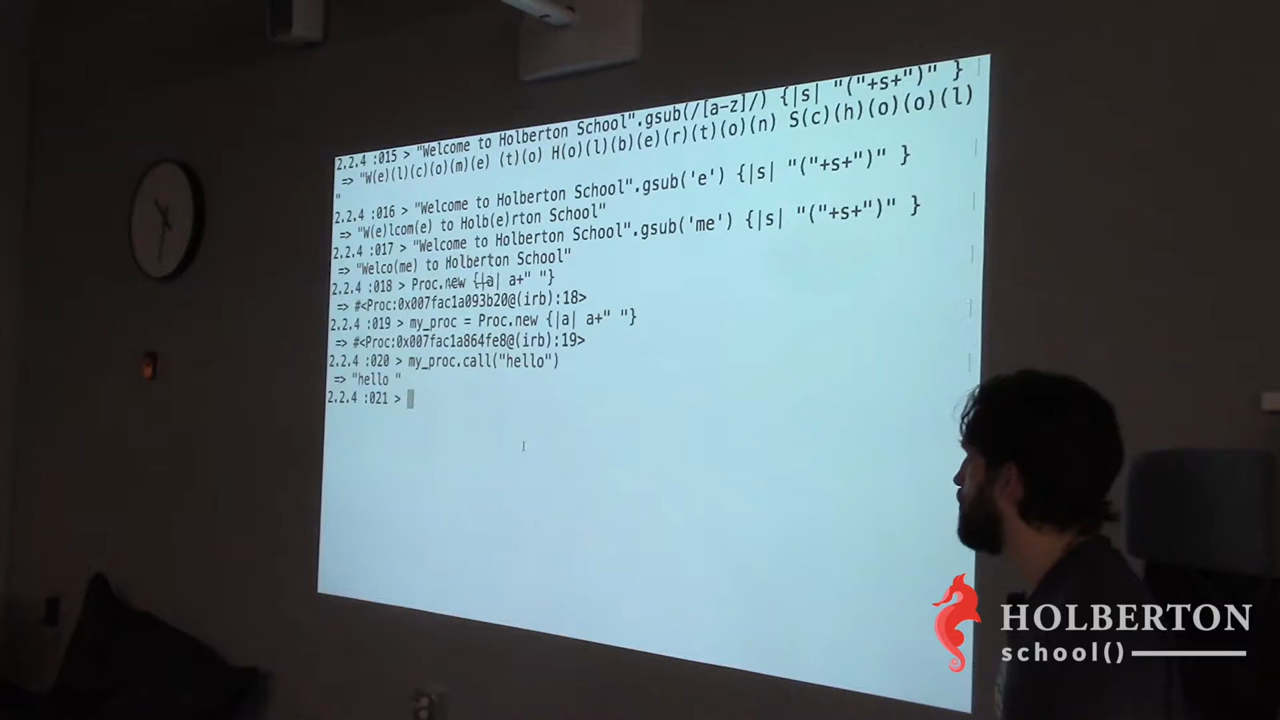 2.2.4 :015 > "Welcome to Holberton School".gsub(/[a-z]/) {|s| "("+s+")" }
=> "W(e)(l)(c)(o)(m)(e) (t)(o) H(o)(l)(b)(e)(r)(t)(o)(n) S(c)(h)(o)(o)(l)
"
2.2.4 :016 > "Welcome to Holberton School".gsub('e') {|s| "("+s+")" }
=> "W(e)lcom(e) to Holb(e)rton School"
2.2.4 :017 > "Welcome to Holberton School".gsub('me') {|s| "("+s+")" }
=> "Welco(me) to Holberton School"
2.2.4 :018 > Proc.new {|a| a+" "}
=> #<Proc:0x007fac1a093b20@(irb):18>
2.2.4 :019 > my_proc = Proc.new {|a| a+" "}
=> #<Proc:0x007fac1a864fe8@(irb):19>
2.2.4 :020 > my_proc.call("hello")
=> "hello "
2.2.4 :021 >
HOLBERTON
school()